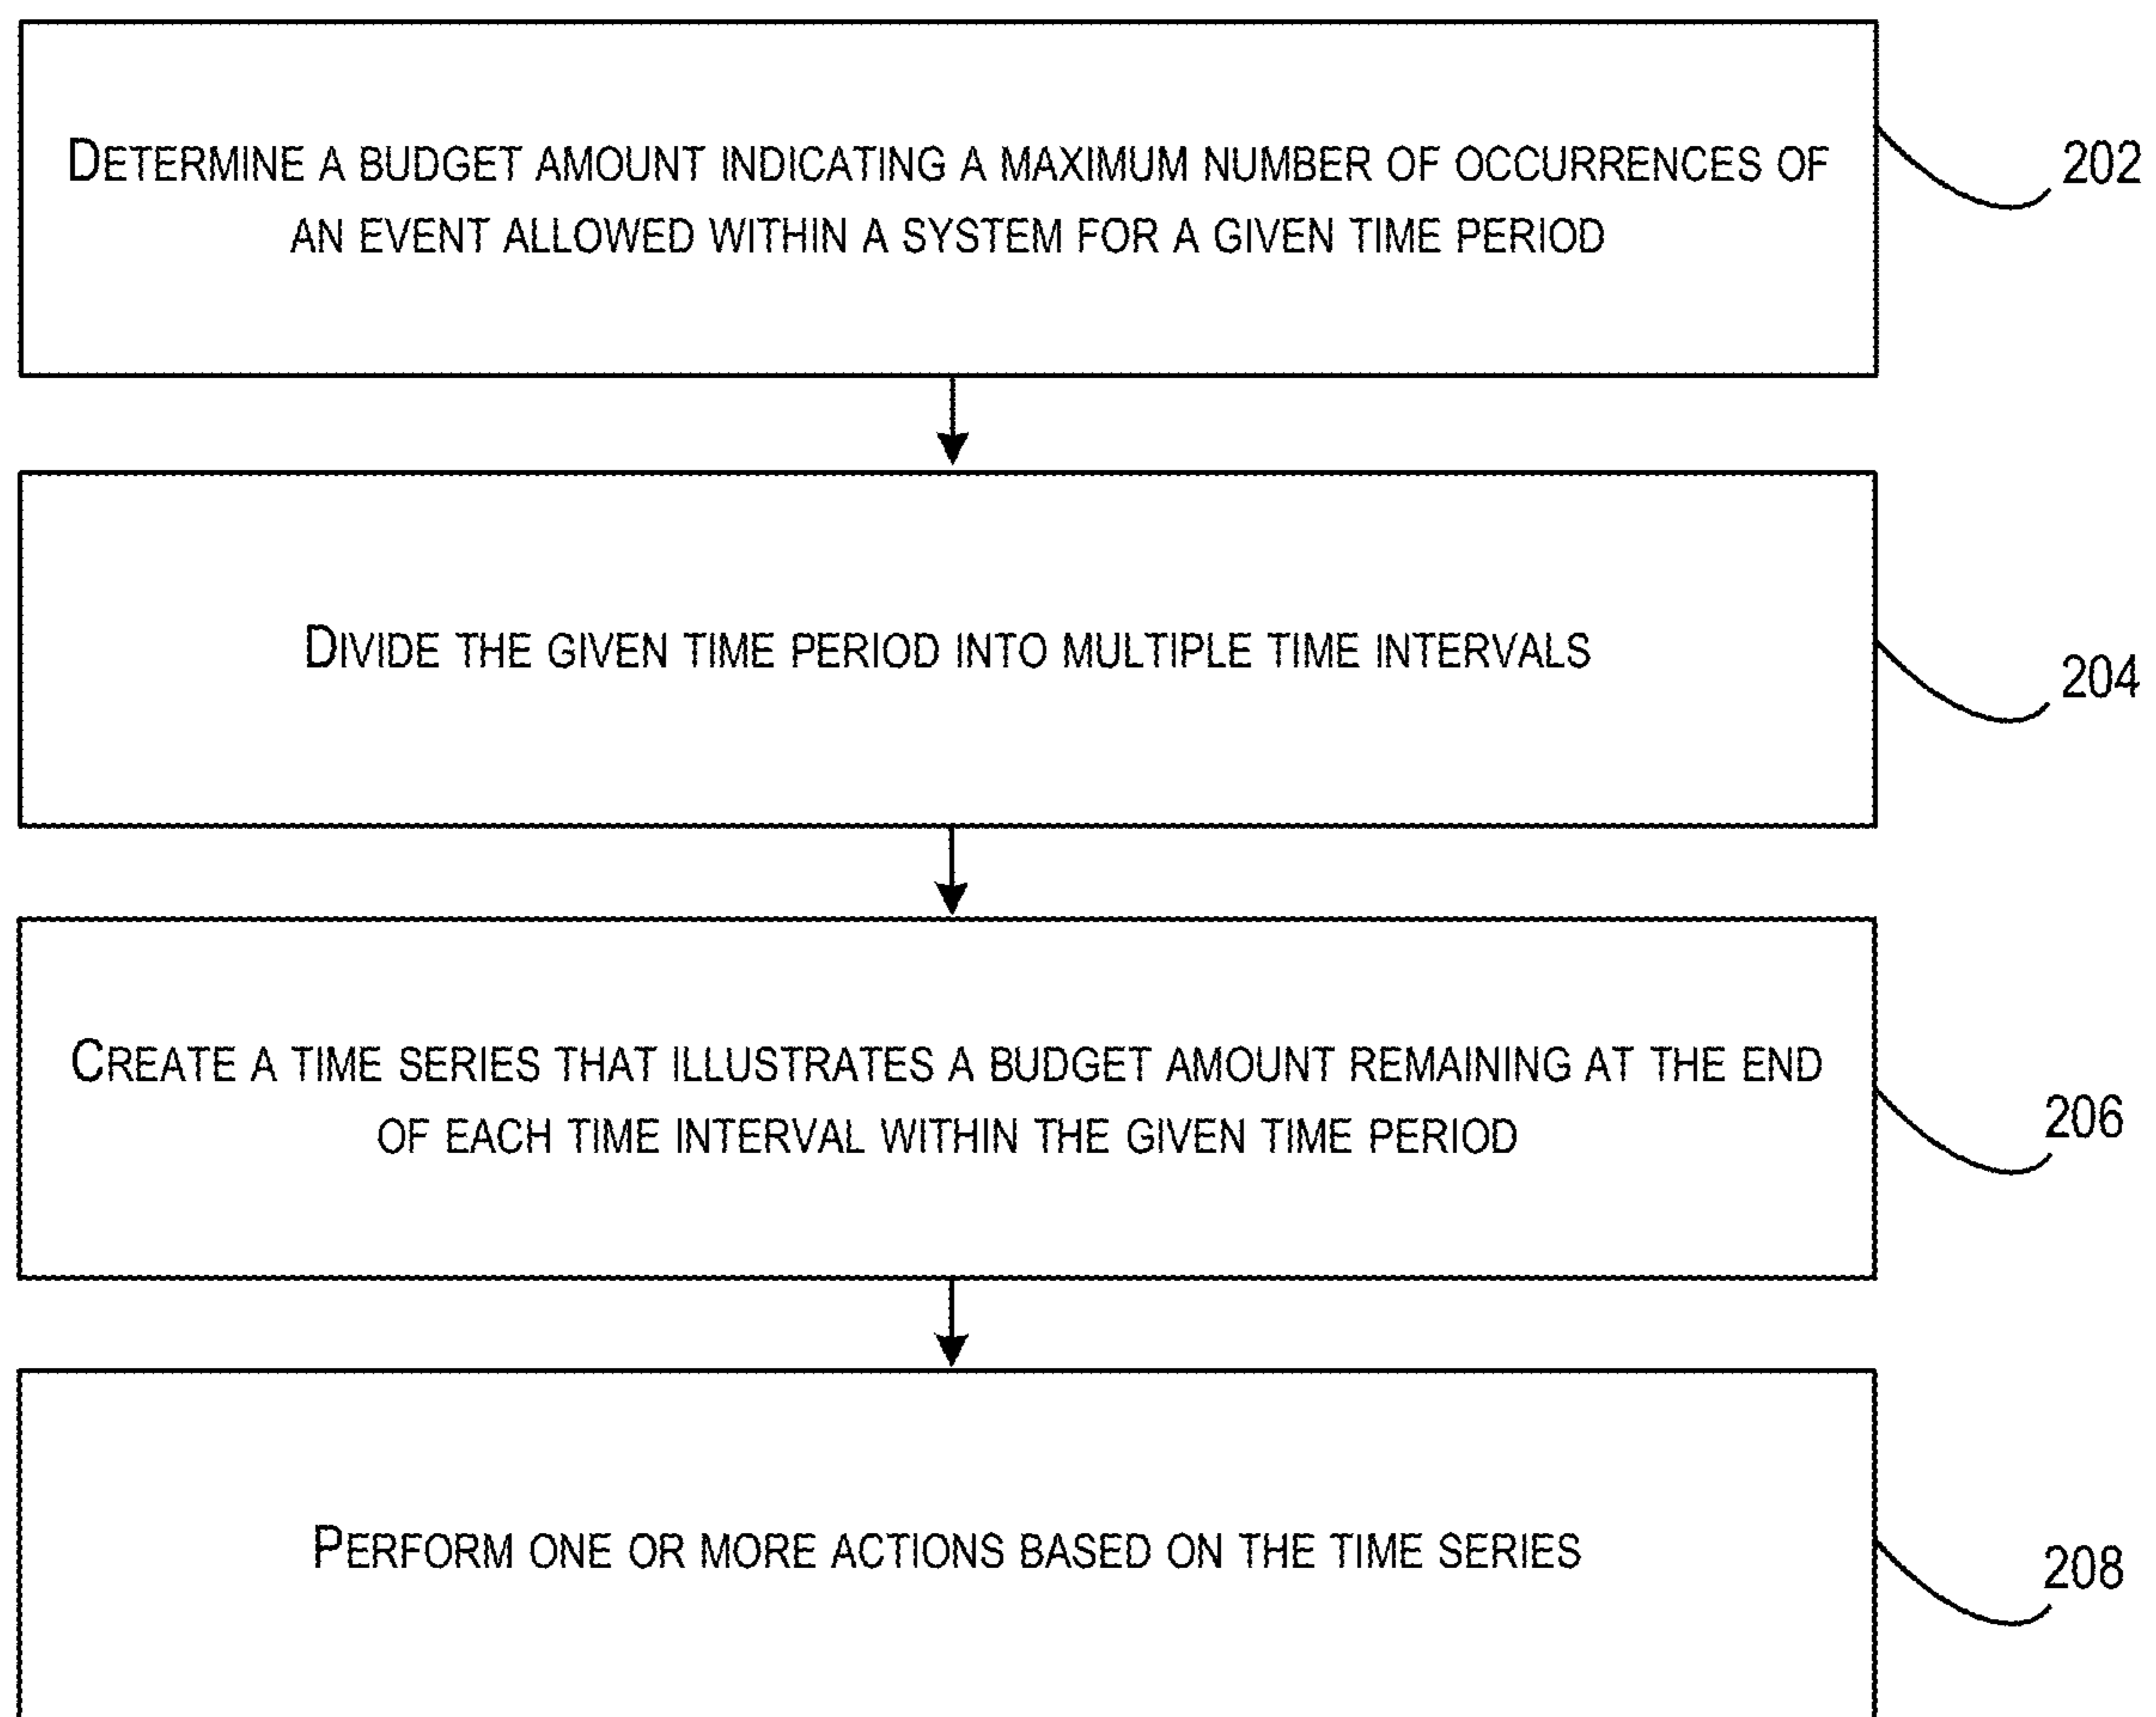 DETERMINE A BUDGET AMOUNT INDICATING A MAXIMUM NUMBER OF OCCURRENCES OF
AN EVENT ALLOWED WITHIN A SYSTEM FOR A GIVEN TIME PERIOD
202
DIVIDE THE GIVEN TIME PERIOD INTO MULTIPLE TIME INTERVALS
204
CREATE A TIME SERIES THAT ILLUSTRATES A BUDGET AMOUNT REMAINING AT THE END
OF EACH TIME INTERVAL WITHIN THE GIVEN TIME PERIOD
206
PERFORM ONE OR MORE ACTIONS BASED ON THE TIME SERIES
208